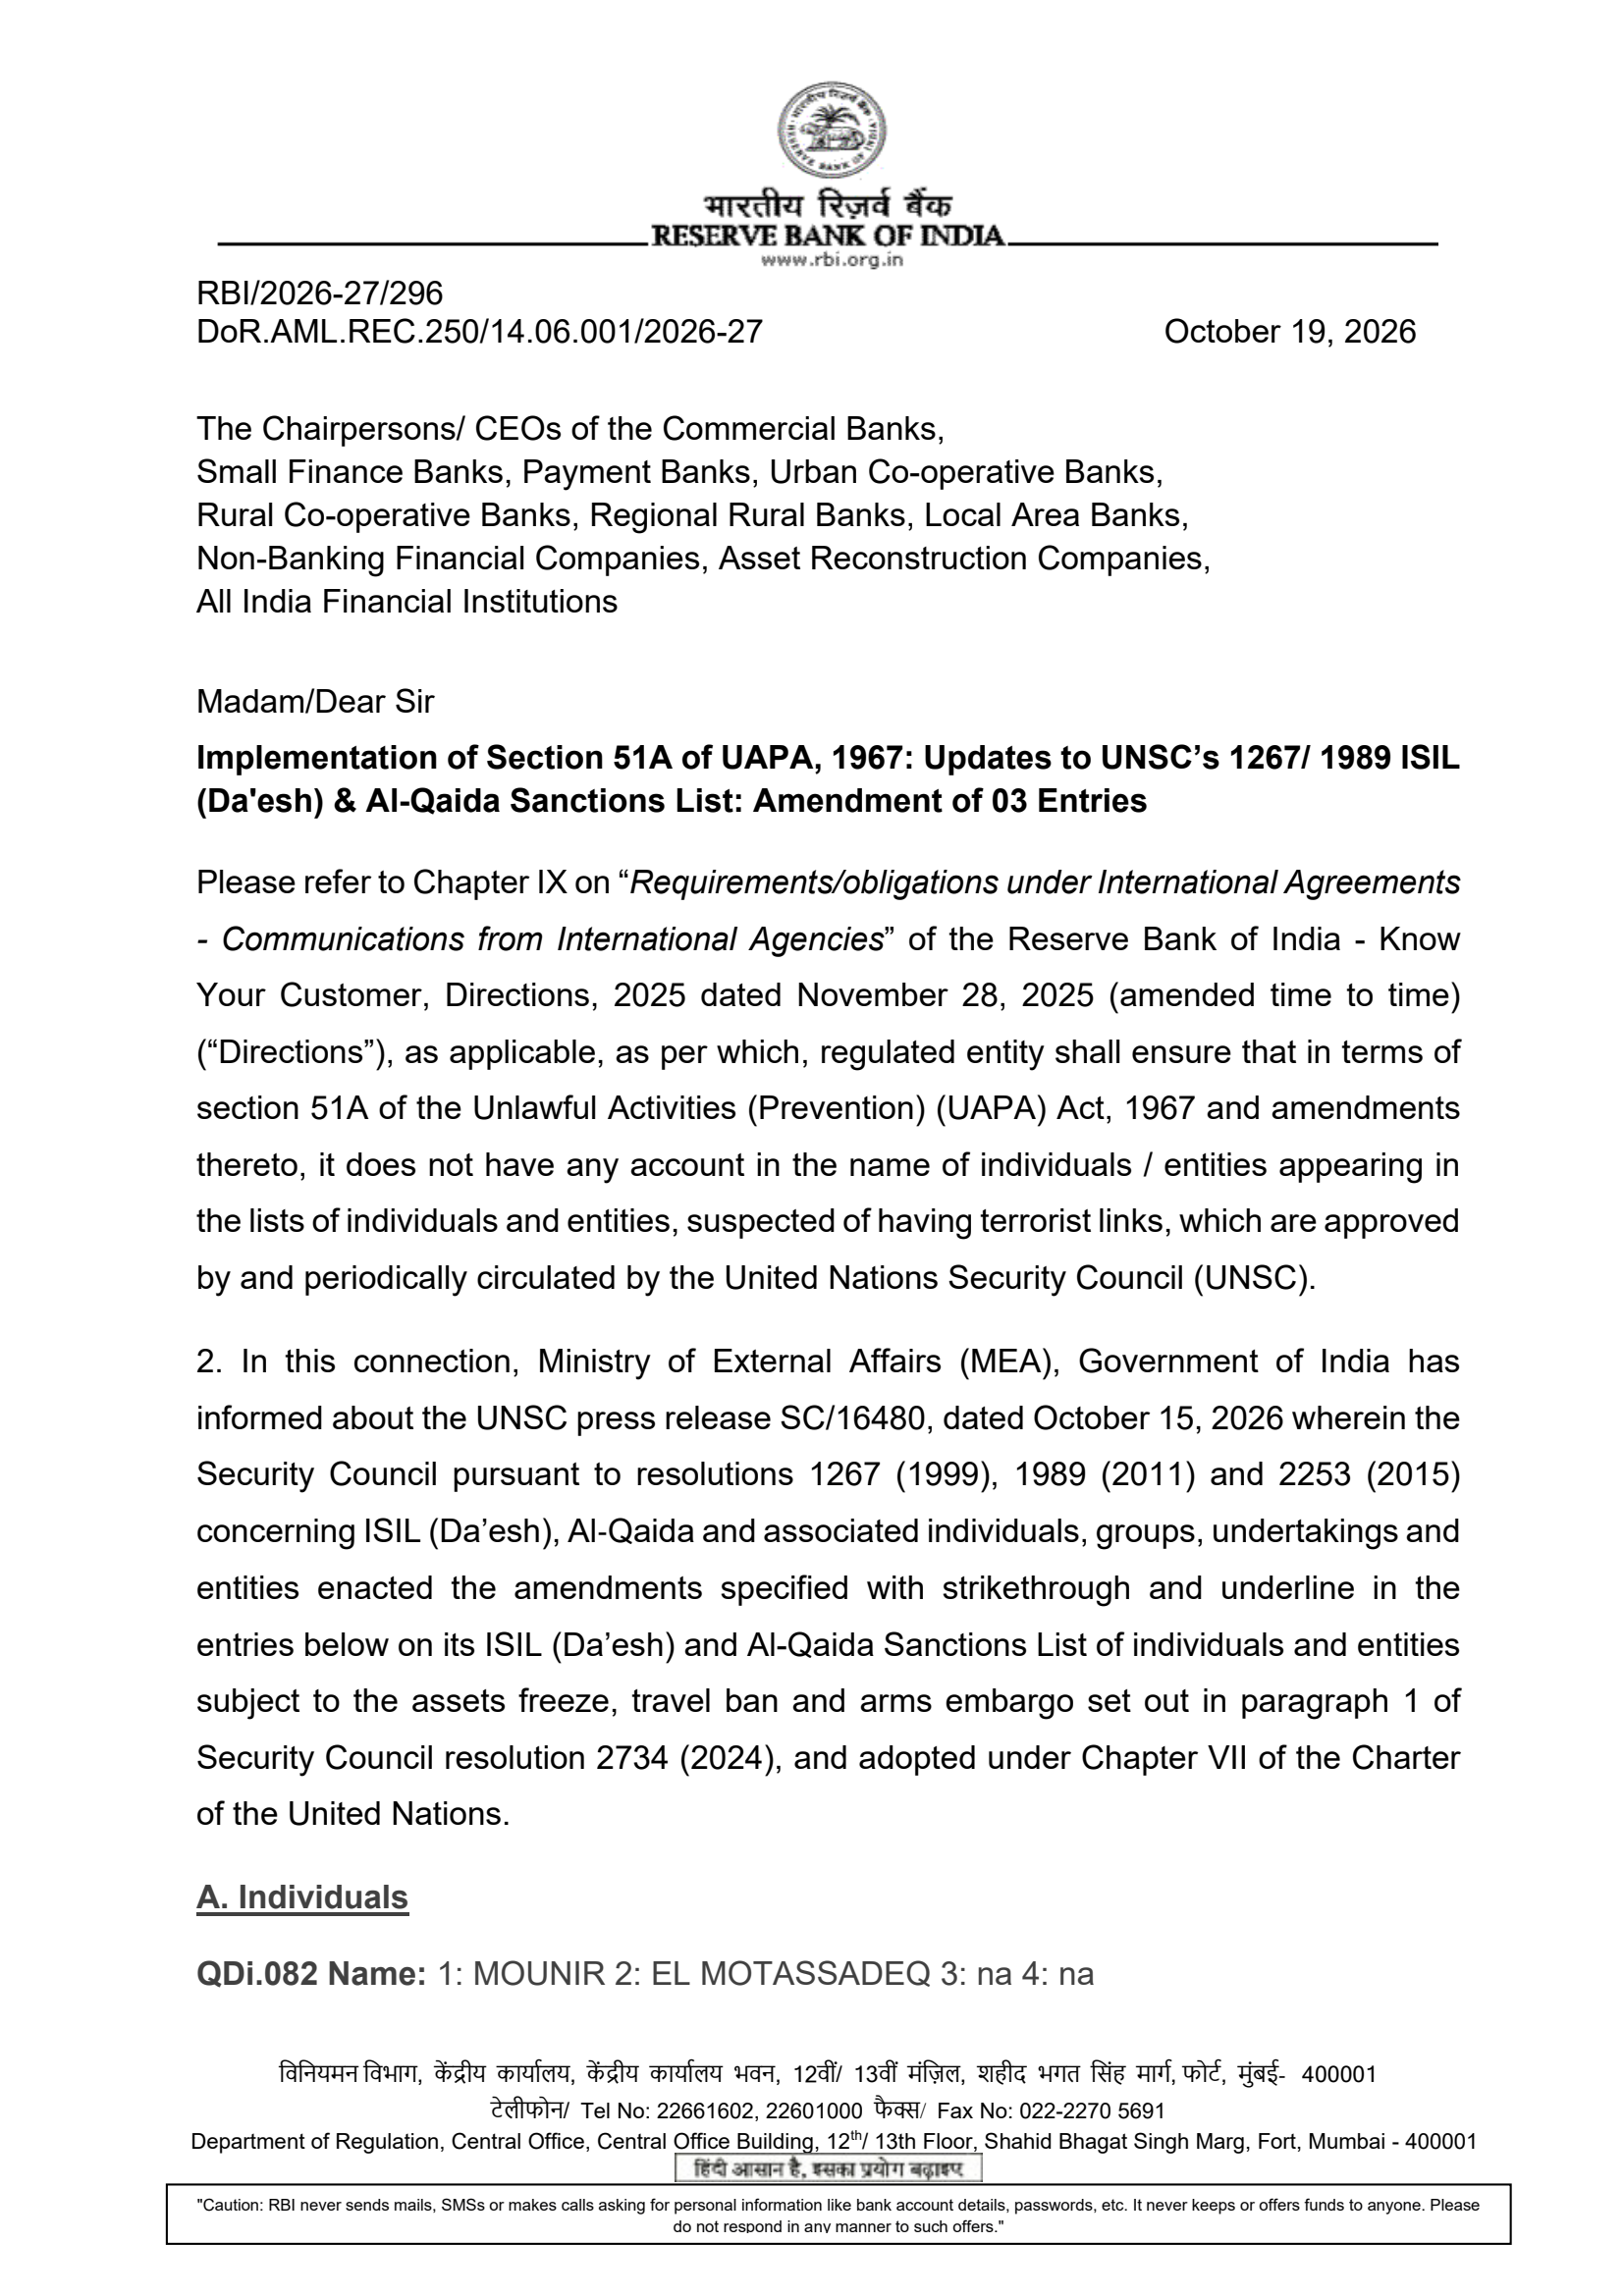 भारतीय रिज़र्व बैंक
RESERVE BANK OF INDIA
www.rbi.org.in
RBI/2026-27/296
DoR.AML.REC.250/14.06.001/2026-27 October 19, 2026
The Chairpersons/ CEOs of the Commercial Banks,
Small Finance Banks, Payment Banks, Urban Co-operative Banks,
Rural Co-operative Banks, Regional Rural Banks, Local Area Banks,
Non-Banking Financial Companies, Asset Reconstruction Companies,
All India Financial Institutions
Madam/Dear Sir
Implementation of Section 51A of UAPA, 1967: Updates to UNSC’s 1267/ 1989 ISIL
(Da'esh) & Al-Qaida Sanctions List: Amendment of 03 Entries
Please refer to Chapter IX on “Requirements/obligations under International Agreements
- Communications from International Agencies” of the Reserve Bank of India - Know
Your Customer, Directions, 2025 dated November 28, 2025 (amended time to time)
(“Directions”), as applicable, as per which, regulated entity shall ensure that in terms of
section 51A of the Unlawful Activities (Prevention) (UAPA) Act, 1967 and amendments
thereto, it does not have any account in the name of individuals / entities appearing in
the lists of individuals and entities, suspected of having terrorist links, which are approved
by and periodically circulated by the United Nations Security Council (UNSC).
2. In this connection, Ministry of External Affairs (MEA), Government of India has
informed about the UNSC press release SC/16480, dated October 15, 2026 wherein the
Security Council pursuant to resolutions 1267 (1999), 1989 (2011) and 2253 (2015)
concerning ISIL (Da’esh), Al-Qaida and associated individuals, groups, undertakings and
entities enacted the amendments specified with strikethrough and underline in the
entries below on its ISIL (Da’esh) and Al-Qaida Sanctions List of individuals and entities
subject to the assets freeze, travel ban and arms embargo set out in paragraph 1 of
Security Council resolution 2734 (2024), and adopted under Chapter VII of the Charter
of the United Nations.
A. Individuals
QDi.082 Name: 1: MOUNIR 2: EL MOTASSADEQ 3: na 4: na
विनियमन विभाग, केंद्रीय कार्यालय, केंद्रीय कार्यालय भवन, 12वीं/ 13वीं मंज़िल, शहीद भगत सिंह मार्ग, फोर्ट, मुंबई- 400001
टेलीफोन/ Tel No: 22661602, 22601000 फैक्स/ Fax No: 022-2270 5691
Department of Regulation, Central Office, Central Office Building, 12th/ 13th Floor, Shahid Bhagat Singh Marg, Fort, Mumbai - 400001
हिंदी आसान है, इसका प्रयोग बढ़ाइए
"Caution: RBI never sends mails, SMSs or makes calls asking for personal information like bank account details, passwords, etc. It never keeps or offers funds to anyone. Please
do not respond in any manner to such offers."